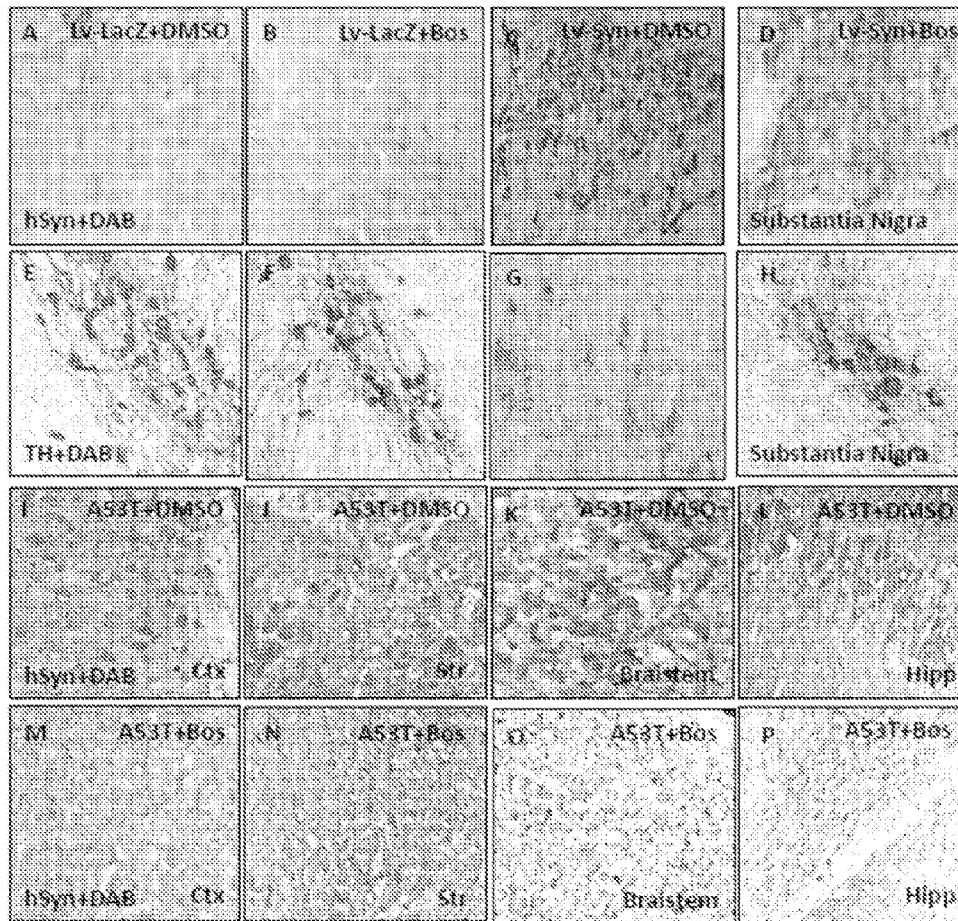 A Lv-LacZ+DMSO
hSyn+DAB
B Lv-LacZ+Bos
C Lv-Syn+DMSO
D Lv-Syn+Bos
Substantia Nigra
E
TH+DAB
F
G
H
Substantia Nigra
I A53T+DMSO
hSyn+DAB Ctx
J A53T+DMSO
Str
K A53T+DMSO
Braistem
L A53T+DMSO
Hipp
M A53T+Bos
hSyn+DAB Ctx
N A53T+Bos
Str
O A53T+Bos
Braistem
P A53T+Bos
Hipp